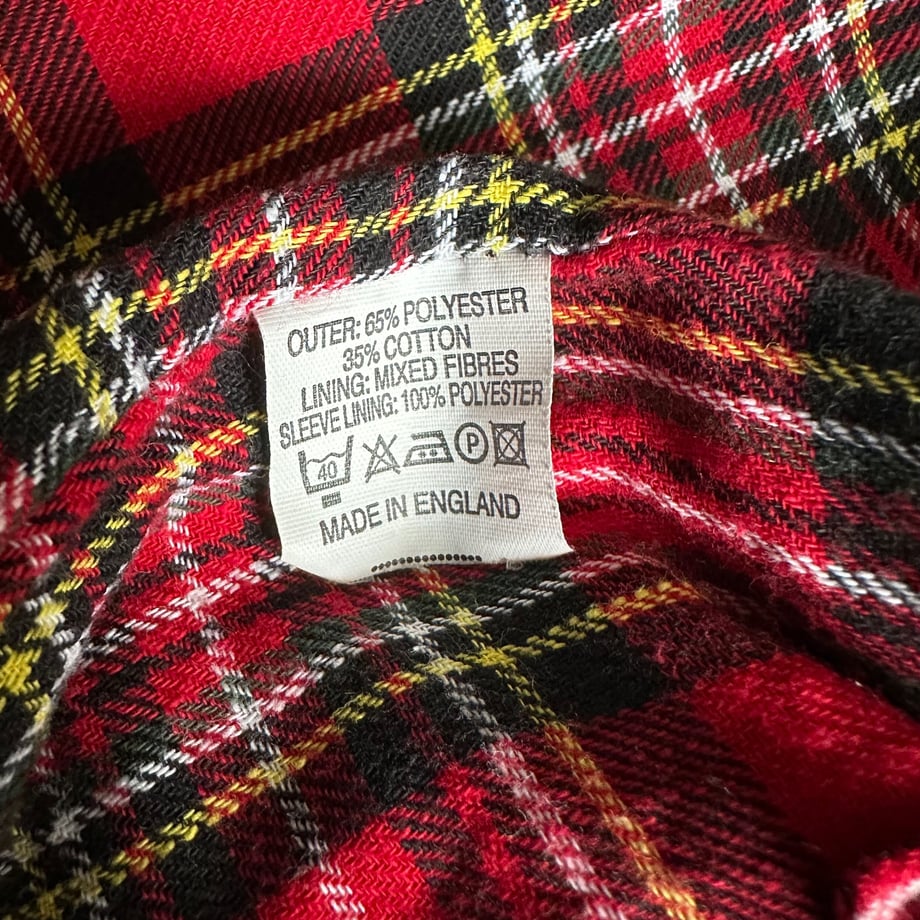 OUTER: 65% POLYESTER
35% COTTON
LINING: MIXED FIBRES
SLEEVE LINING: 100% POLYESTER
40 P
MADE IN ENGLAND